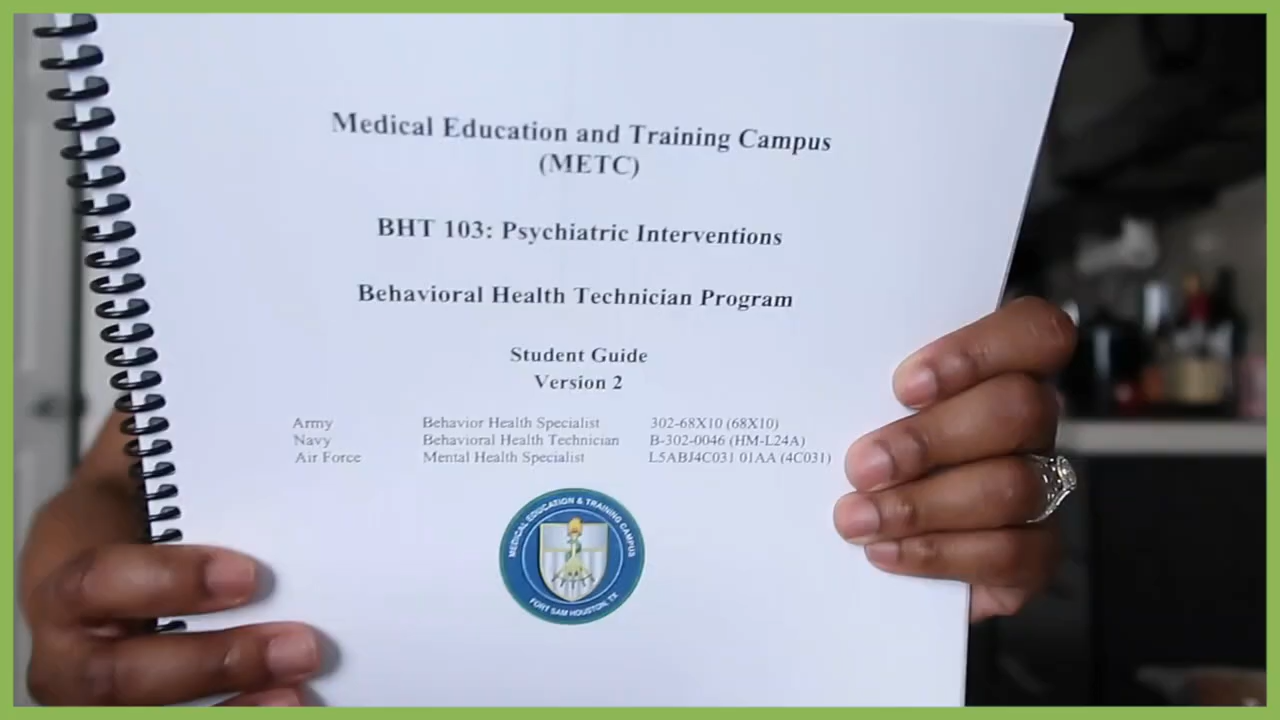 Medical Education and Training Campus
(METC)
BHT 103: Psychiatric Interventions
Behavioral Health Technician Program
Student Guide
Version 2
Army Behavior Health Specialist 302-68X10 (68X10)
Navy Behavioral Health Technician B-302-0046 (HM-L24A)
Air Force Mental Health Specialist L5ABJ4C031 01AA (4C031)
MEDICAL EDUCATION & TRAINING CAMPUS
FORT SAM HOUSTON, TX